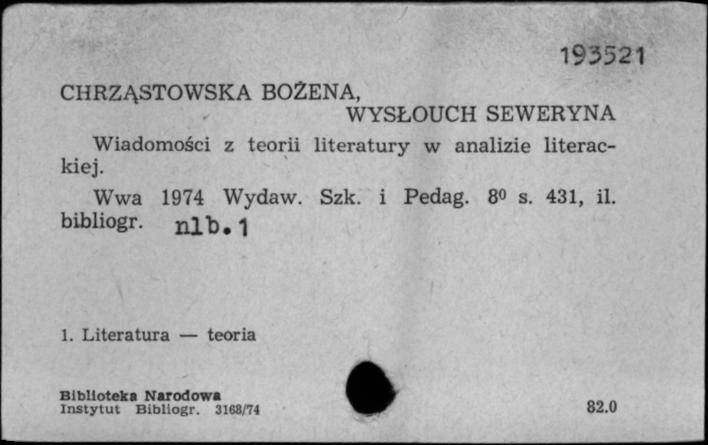 193521
CHRZĄSTOWSKA BOŻENA,
WYSŁOUCH SEWERYNA
Wiadomości z teorii literatury w analizie literac-
kiej.
Wwa 1974 Wydaw. Szk. i Pedag. 8⁰ s. 431, il.
bibliogr. nlb. 1
1. Literatura — teoria
Biblioteka Narodowa
Instytut Bibliogr. 3168/74
82.0